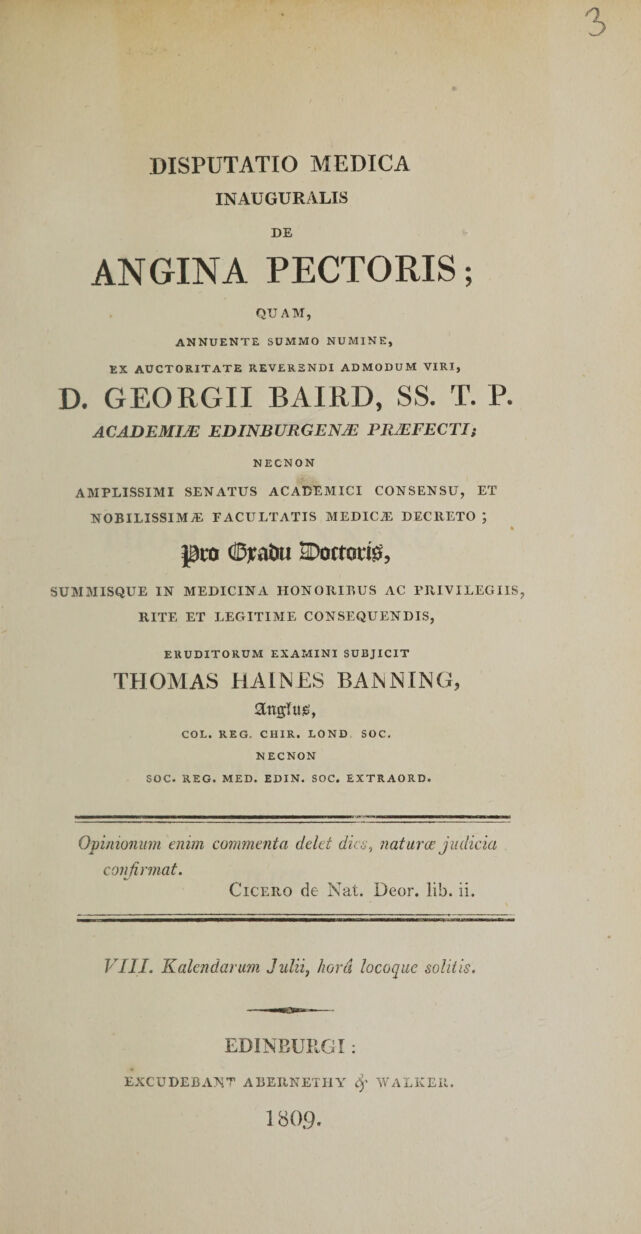 3
DISPUTATIO MEDICA
INAUGURALIS
DE
ANGINA PECTORIS;
QUAM,
ANNUENTE SUMMO NUMINE,
EX AUCTORITATE REVERENDI ADMODUM VIRI,
D. GEORGII BAIRD, SS. T. P.
ACADEMIÆ EDINBURGENÆ PRÆFECTI;
NECNON
AMPLISSIMI SENATUS ACADEMICI CONSENSU, ET
NOBILISSIMÆ FACULTATIS MEDICÆ DECRETO ;
Pro Gradu Doctoris,
SUMMISQUE IN MEDICINA HONORIBUS AC PRIVILEGIIS,
RITE ET LEGITIME CONSEQUENDIS,
ERUDITORUM EXAMINI SUBJICIT
THOMAS HAINES BANNING,
Anglus,
COL. REG. CHIR. LOND. SOC.
NECNON
SOC. REG. MED. EDIN. SOC. EXTRAORD.
Opinionum enim commenta delet dies, naturæ judicia
confirmat.
CICERO de Nat. Deor. lib. ii.
VIII. Kalendarum Julii, horâ locoque solitis.
EDINBURGI :
EXCUDEBANT ABERNETHY & WALKER.
1809.